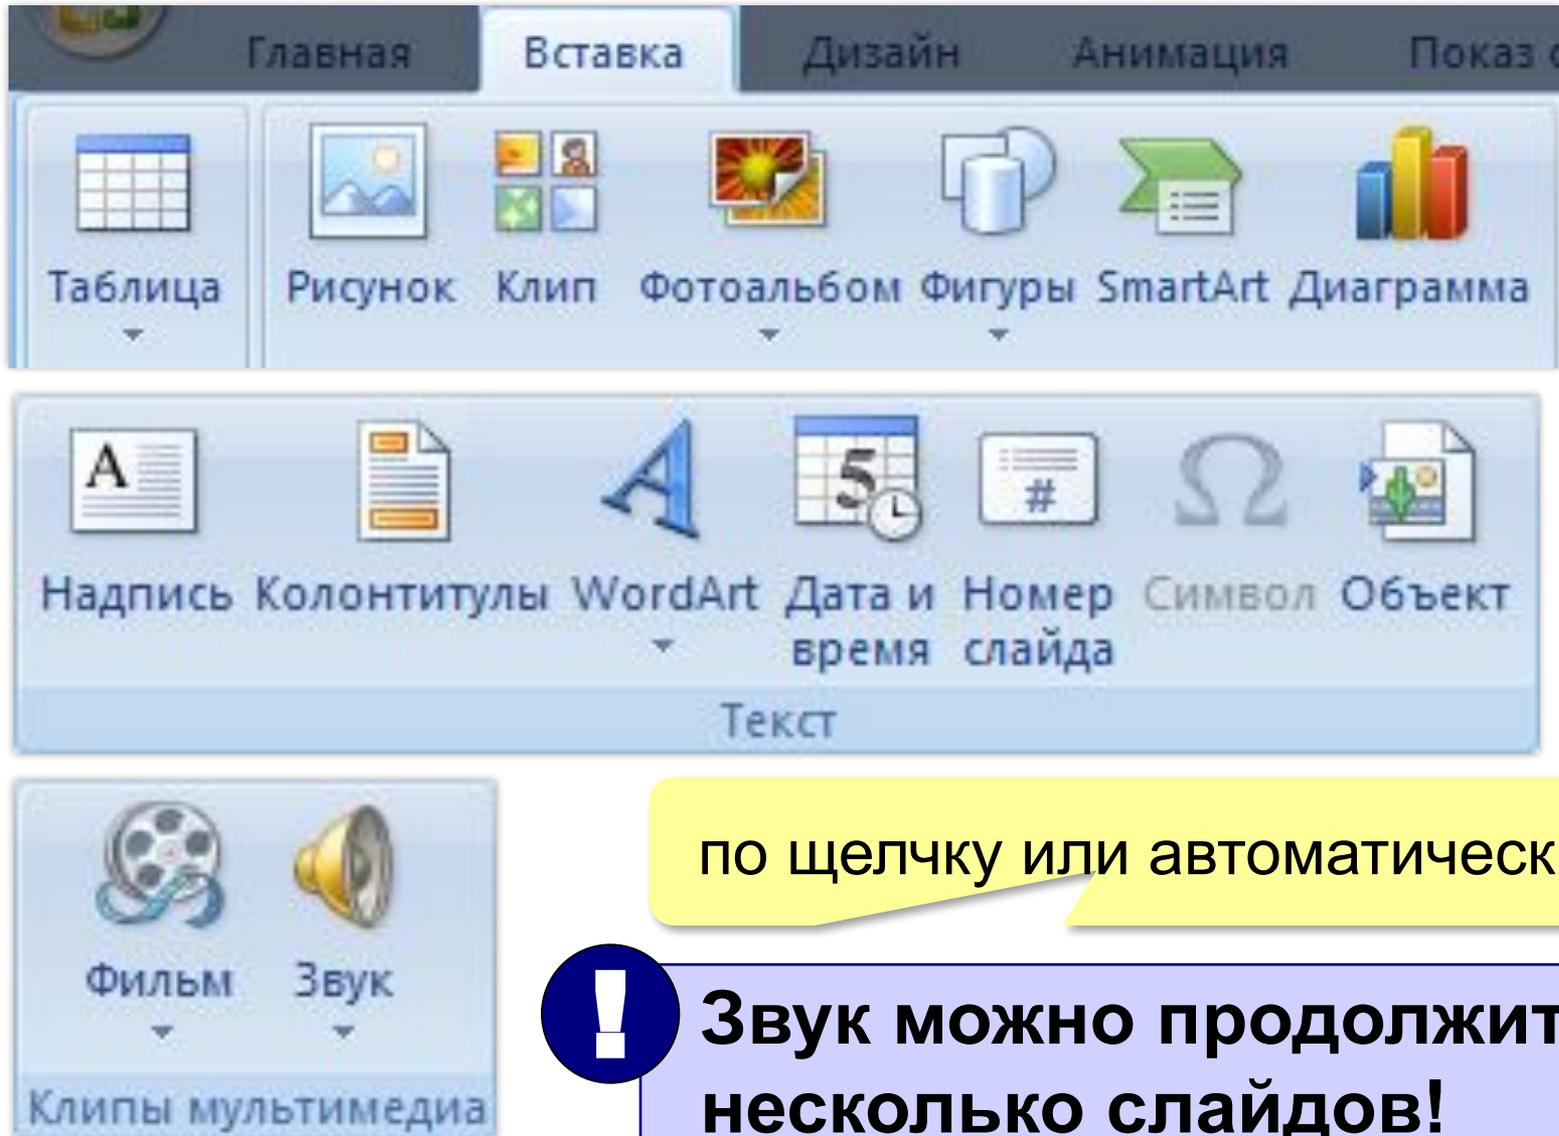 Главная Вставка Дизайн Анимация Показ с
Таблица Рисунок Клип Фотоальбом Фигуры SmartArt Диаграмма
A 5 # Ω
Надпись Колонтитулы WordArt Дата и Номер Символ Объект
время слайда
Текст
по щелчку или автоматическ
Фильм Звук
! Звук можно продолжит
несколько слайдов!
Клипы мультимедиа